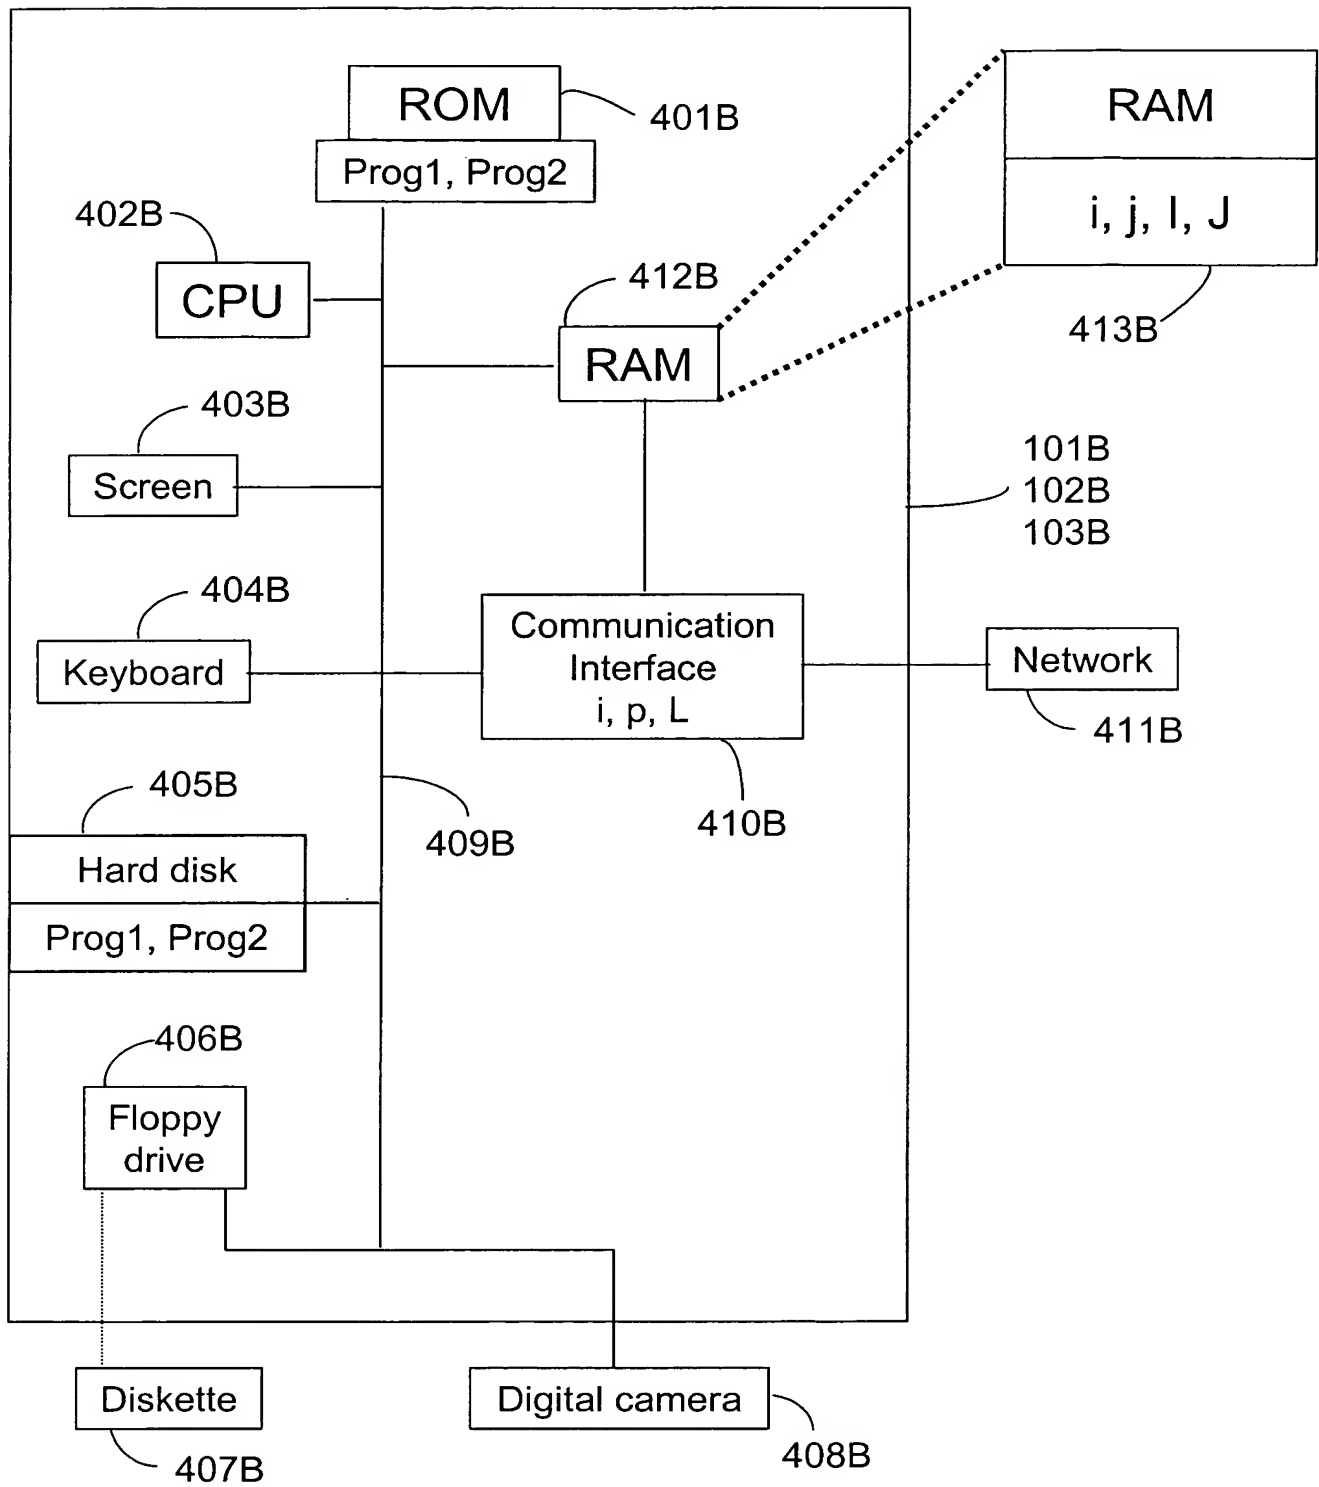 ROM
401B
Prog1, Prog2
RAM
i, j, I, J
413B
402B
CPU
412B
RAM
403B
Screen
101B
102B
103B
404B
Keyboard
Communication
Interface
i, p, L
Network
411B
405B
410B
409B
Hard disk
Prog1, Prog2
406B
Floppy
drive
Diskette
407B
Digital camera
408B